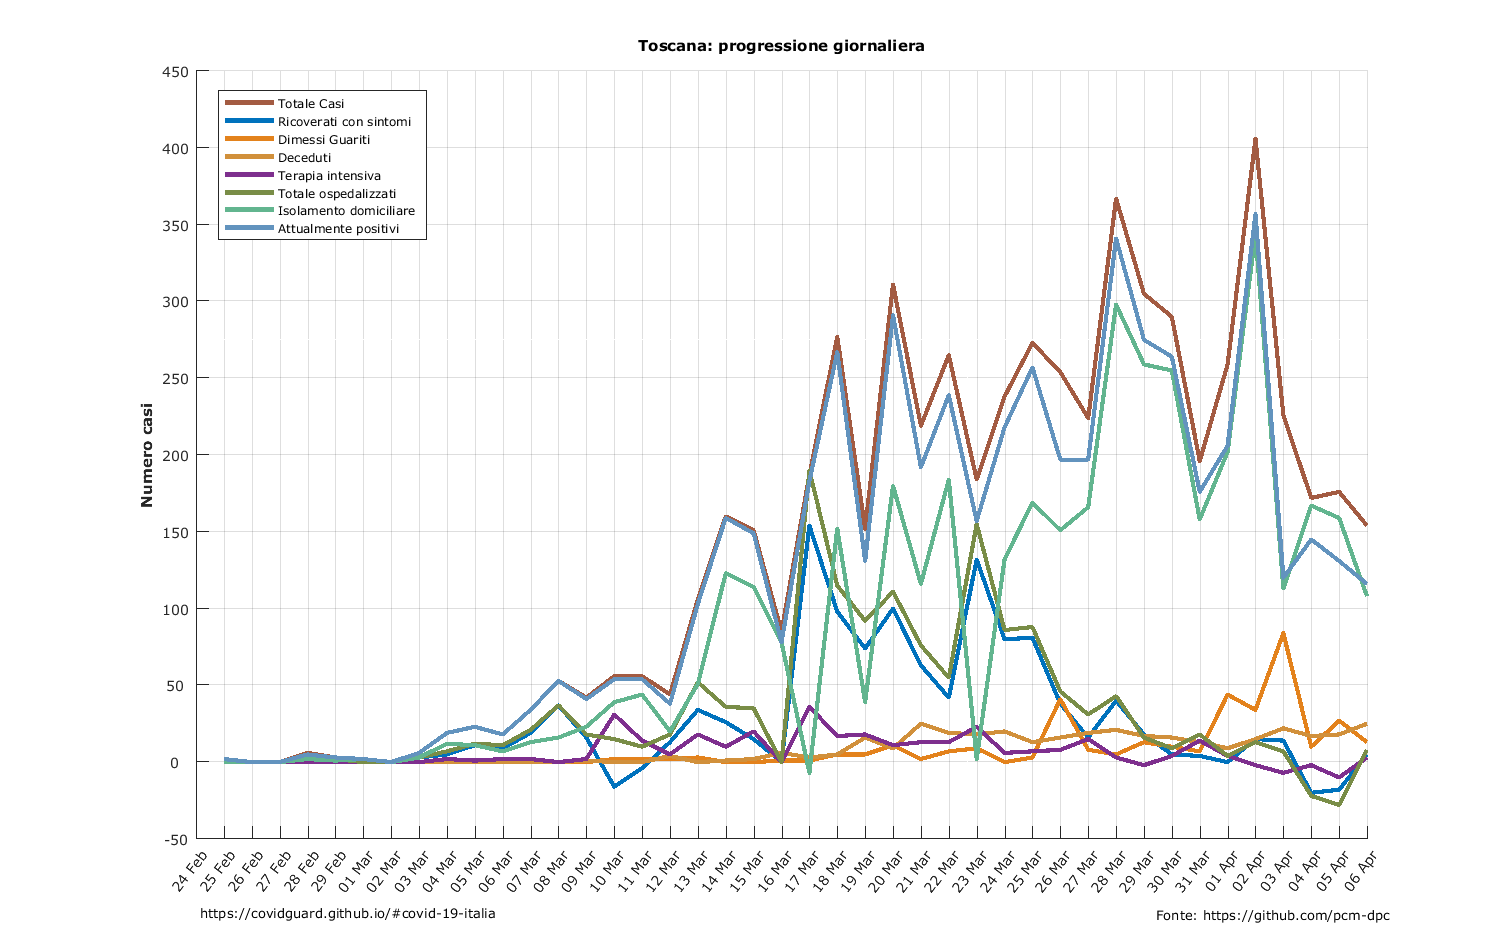 Toscana: progressione giornaliera
Numero casi
450
400
350
300
250
200
150
100
50
0
-50
Totale Casi
Ricoverati con sintomi
Dimessi Guariti
Deceduti
Terapia intensiva
Totale ospedalizzati
Isolamento domiciliare
Attualmente positivi
24 Feb
25 Feb
26 Feb
27 Feb
28 Feb
29 Feb
01 Mar
02 Mar
03 Mar
04 Mar
05 Mar
06 Mar
07 Mar
08 Mar
09 Mar
10 Mar
11 Mar
12 Mar
13 Mar
14 Mar
15 Mar
16 Mar
17 Mar
18 Mar
19 Mar
20 Mar
21 Mar
22 Mar
23 Mar
24 Mar
25 Mar
26 Mar
27 Mar
28 Mar
29 Mar
30 Mar
31 Mar
01 Apr
02 Apr
03 Apr
04 Apr
05 Apr
06 Apr
https://covidguard.github.io/#covid-19-italia
Fonte: https://github.com/pcm-dpc